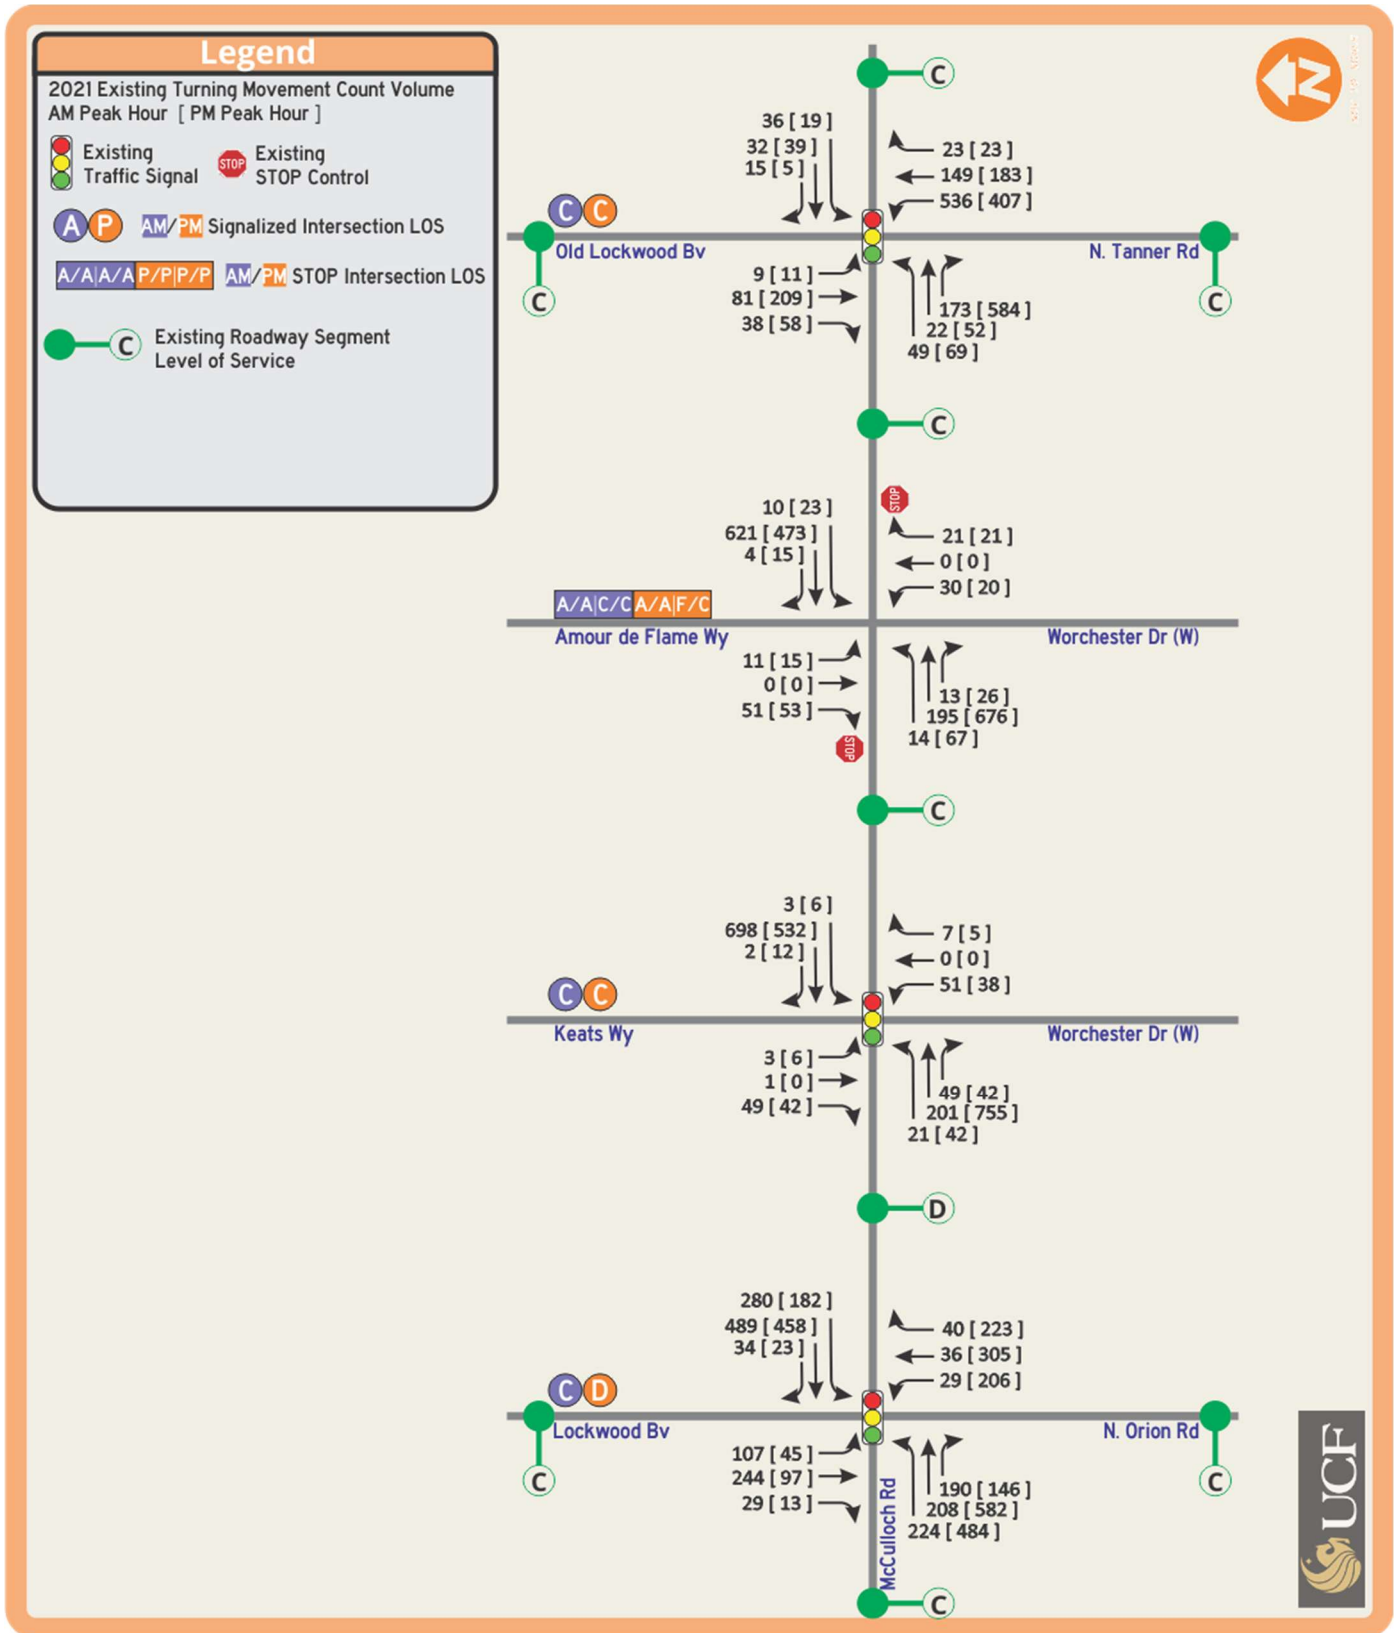 Legend
2021 Existing Turning Movement Count Volume
AM Peak Hour [ PM Peak Hour ]
Existing
Traffic Signal
STOP
Existing
STOP Control
A P AM/PM Signalized Intersection LOS
A/A|A/A P/P|P/P AM/PM STOP Intersection LOS
C
Existing Roadway Segment
Level of Service
N
C
36 [ 19 ]
32 [ 39 ]
15 [ 5 ]
23 [ 23 ]
149 [ 183 ]
536 [ 407 ]
C C
Old Lockwood Bv
N. Tanner Rd
C
C
9 [ 11 ]
81 [ 209 ]
38 [ 58 ]
173 [ 584 ]
22 [ 52 ]
49 [ 69 ]
C
STOP
10 [ 23 ]
621 [ 473 ]
4 [ 15 ]
21 [ 21 ]
0 [ 0 ]
30 [ 20 ]
A/A|C/C A/A|F/C
Amour de Flame Wy
Worchester Dr (W)
11 [ 15 ]
0 [ 0 ]
51 [ 53 ]
STOP
13 [ 26 ]
195 [ 676 ]
14 [ 67 ]
C
3 [ 6 ]
698 [ 532 ]
2 [ 12 ]
7 [ 5 ]
0 [ 0 ]
51 [ 38 ]
C C
Keats Wy
Worchester Dr (W)
3 [ 6 ]
1 [ 0 ]
49 [ 42 ]
49 [ 42 ]
201 [ 755 ]
21 [ 42 ]
D
280 [ 182 ]
489 [ 458 ]
34 [ 23 ]
40 [ 223 ]
36 [ 305 ]
29 [ 206 ]
C D
Lockwood Bv
N. Orion Rd
C
C
107 [ 45 ]
244 [ 97 ]
29 [ 13 ]
190 [ 146 ]
208 [ 582 ]
224 [ 484 ]
McCulloch Rd
C
UCF